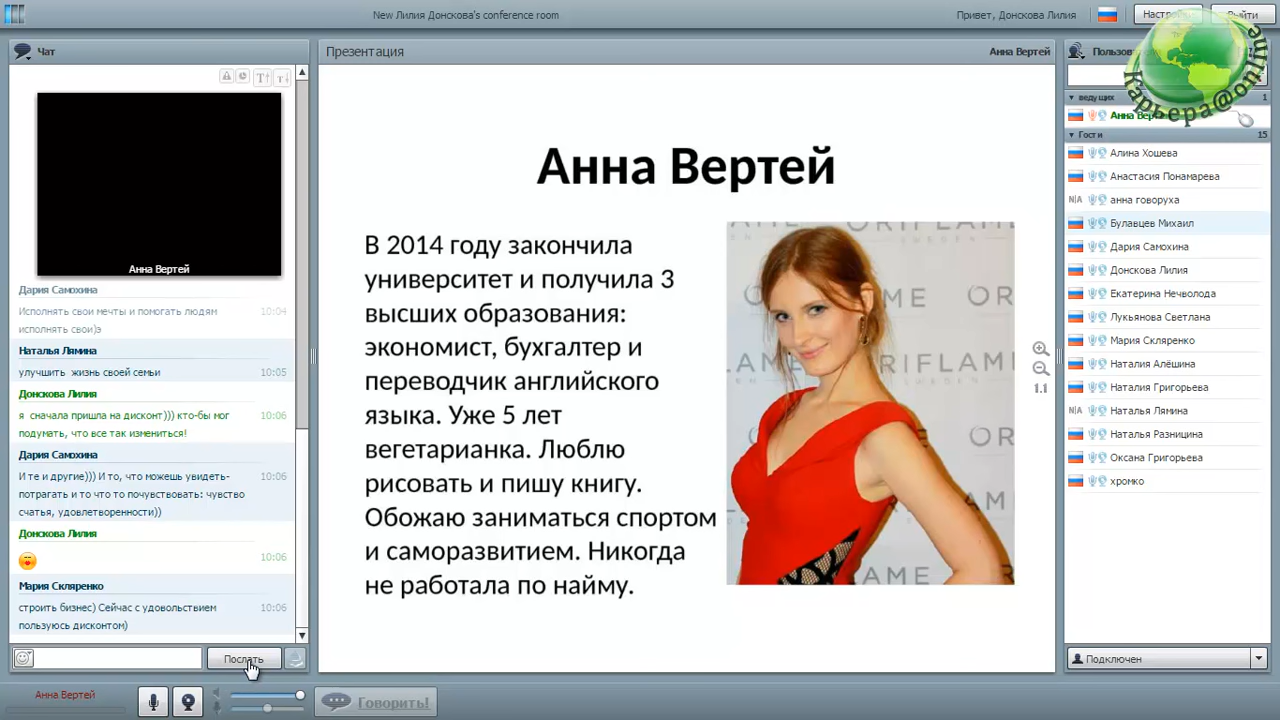 New Лилия Донскова's conference room
Привет, Донскова Лилия
Выйти
Чат
Анна Вертей
Дария Самохина
Исполнять свои мечты и помогать людям
исполнять свои)э
10:04
Наталья Лямина
улучшить жизнь своей семьи
10:05
Донскова Лилия
я сначала пришла на дисконт))) кто-бы мог
подумать, что все так измениться!
10:06
Дария Самохина
И те и другие))) И то, что можешь увидеть-
потрагать и то что то почувствовать: чувство
счатья, удовлетворенности))
10:06
Донскова Лилия
10:06
Мария Скляренко
строить бизнес) Сейчас с удовольствием
пользуюсь дисконтом)
10:06
Послать
Анна Вертей
Говорить!
Презентация
Анна Вертей
Анна Вертей
В 2014 году закончила
университет и получила 3
высших образования:
экономист, бухгалтер и
переводчик английского
языка. Уже 5 лет
вегетарианка. Люблю
рисовать и пишу книгу.
Обожаю заниматься спортом
и саморазвитием. Никогда
не работала по найму.
ORIFLAME
SWEDEN
1.1
карьера@online
ведущих
1
Гости
15
Алина Хошева
Анастасия Понамарева
N|A анна говоруха
Булавцев Михаил
Дария Самохина
Донскова Лилия
Екатерина Нечволода
Лукьянова Светлана
Мария Скляренко
Наталия Алёшина
Наталия Григорьева
N|A Наталья Лямина
Наталья Разницина
Оксана Григорьева
хромко
Подключен